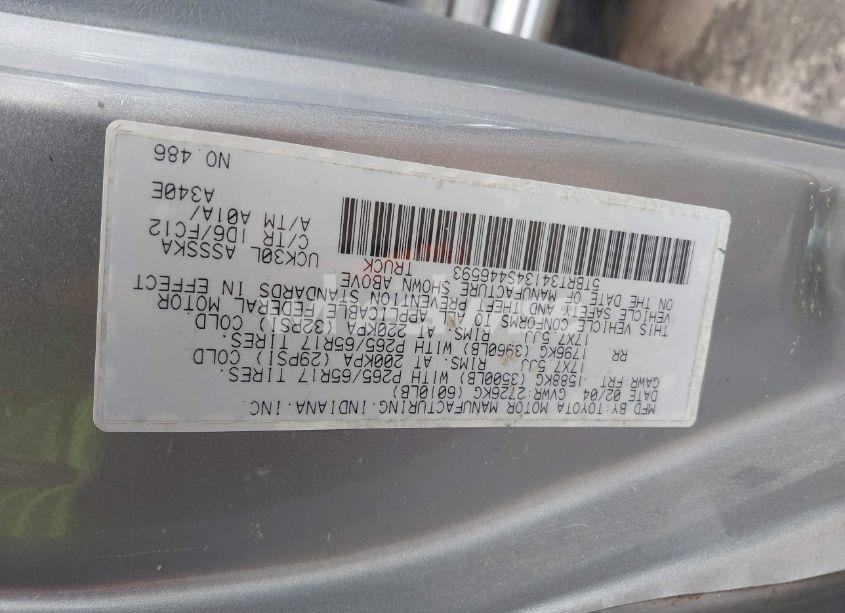 MFD.BY:TOYOTA MOTOR MANUFACTURING.INDIANA.INC.
DATE 02/04 GVWR:2726KG (6010LB)
GAWR:FRT 1588KG (3500LB) WITH P265/65R17 TIRES.
17X7 5JJ RIMS. AT 200KPA (29PSI) COLD
RR 1796KG (3960LB) WITH P265/65R17 TIRES.
17X7 5JJ RIMS. AT 220KPA (32PSI) COLD
THIS VEHICLE CONFORMS TO ALL APPLICABLE FEDERAL MOTOR
VEHICLE SAFETY AND THEFT PREVENTION STANDARDS IN EFFECT
ON THE DATE OF MANUFACTURE SHOWN ABOVE
5TBRT34134S446593
TRUCK
UCK30L ASSSKA
C/TR 1D6/FC12
A/TM A01A/
A340E
NO.486